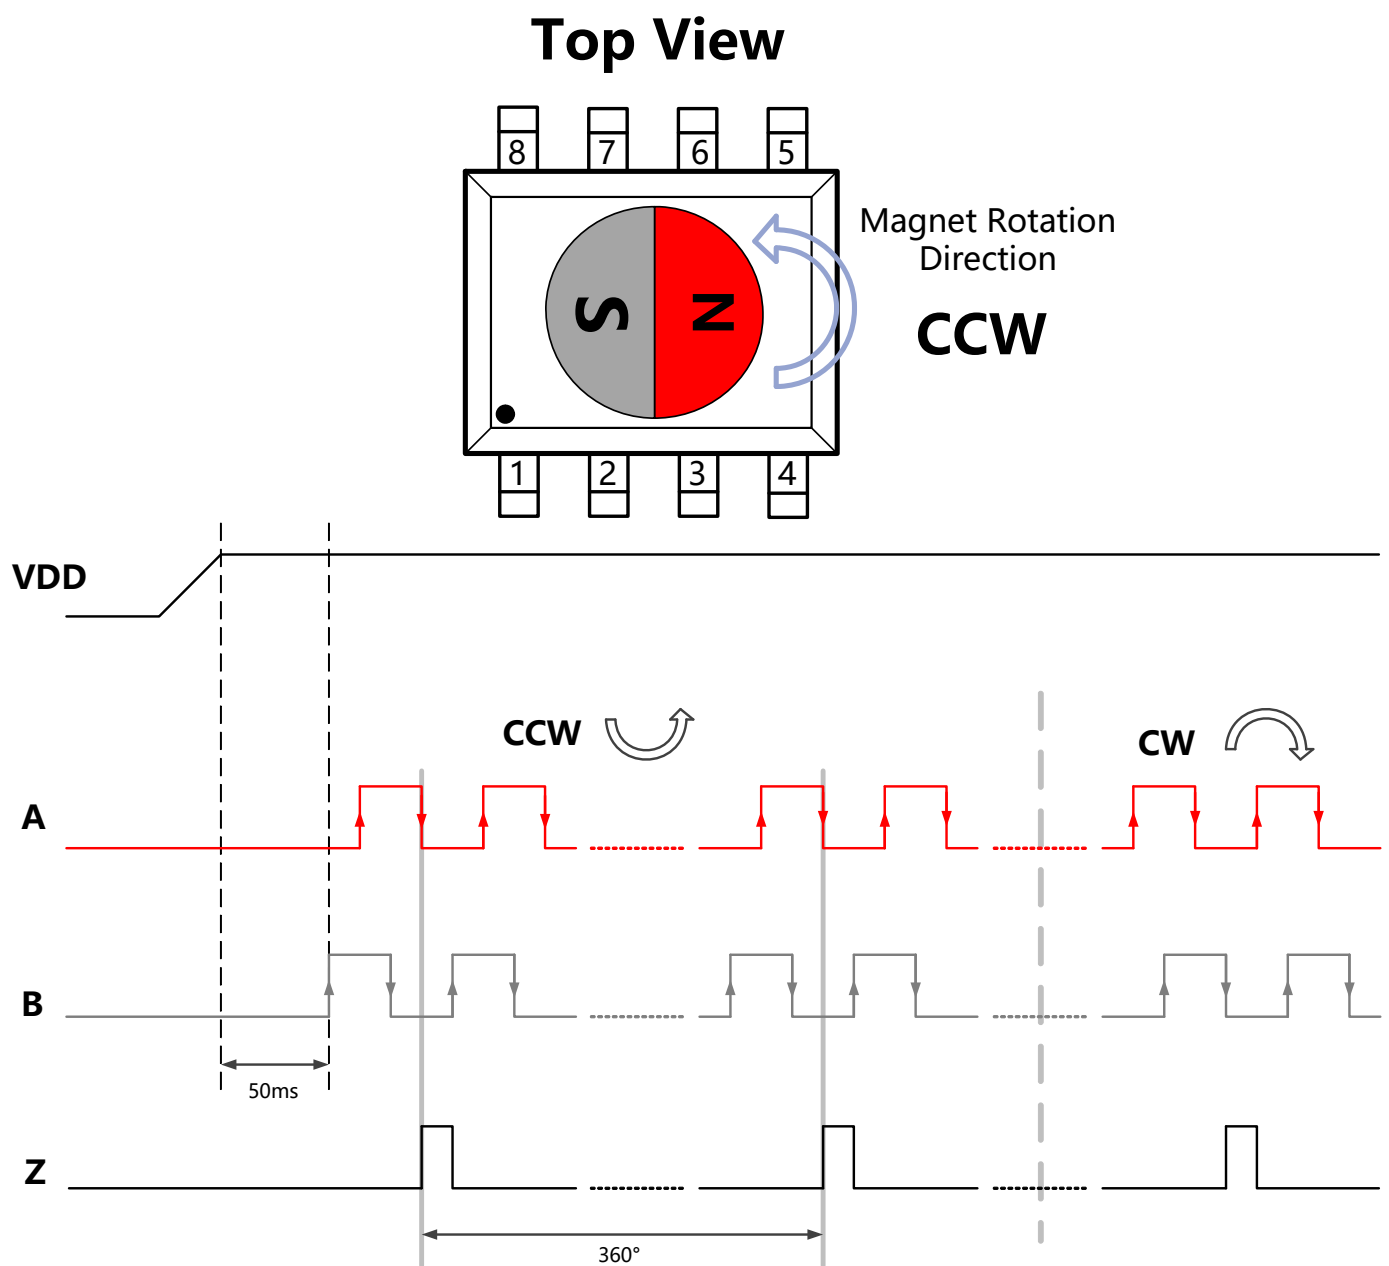 Top View
8 7 6 5
Magnet Rotation
Direction
S N
CCW
1 2 3 4
VDD
CCW
CW
A
B
50ms
Z
360°